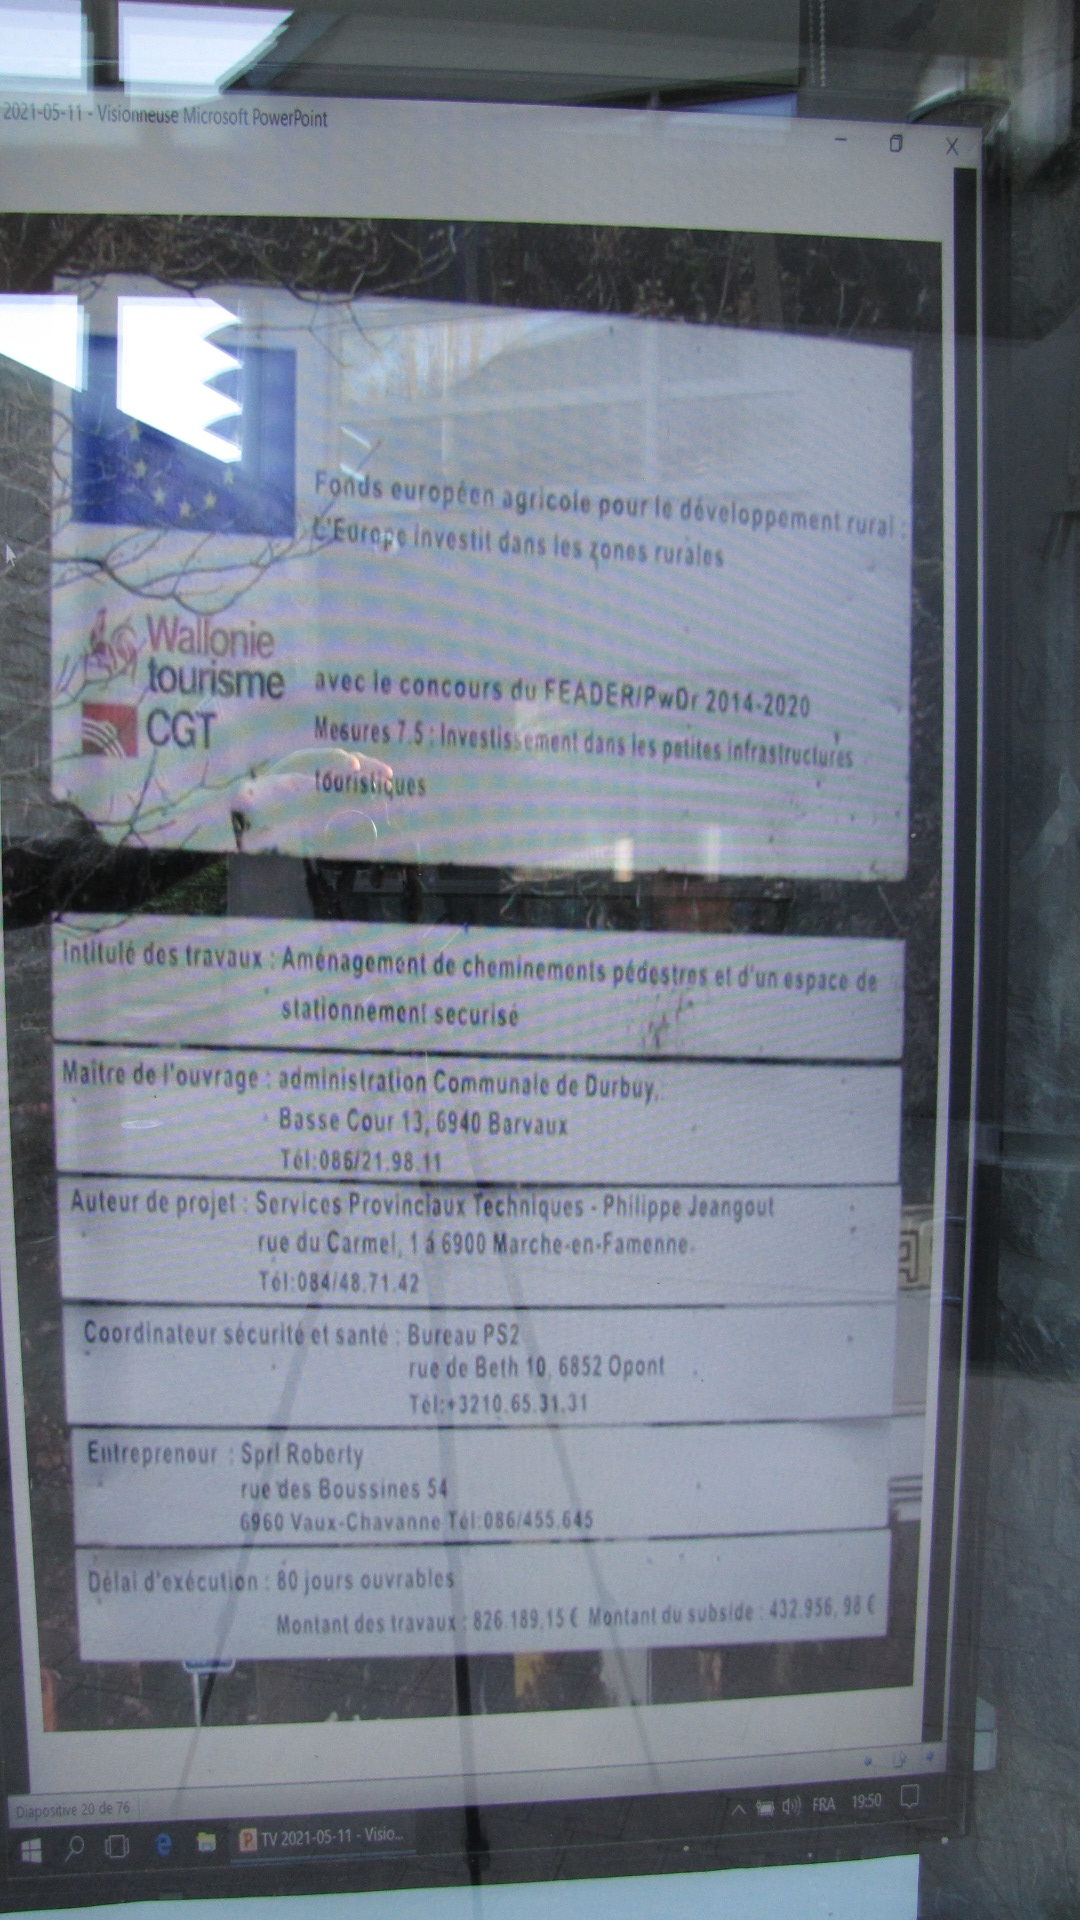 2021-05-11 - Visionneuse Microsoft PowerPoint
Fonds européen agricole pour le développement rural :
L'Europe investit dans les zones rurales
Wallonie
tourisme
CGT
avec le concours du FEADER/PwDr 2014-2020
Mesures 7.5 : Investissement dans les petites infrastructures
touristiques
Intitulé des travaux : Aménagement de cheminements pédestres et d'un espace de
stationnement securisé
Maître de l'ouvrage : administration Communale de Durbuy,
Basse Cour 13, 6940 Barvaux
Tél:086/21.98.11
Auteur de projet : Services Provinciaux Techniques - Philippe Jeangout
rue du Carmel, 1 à 6900 Marche-en-Famenne
Tél:084/48.71.42
Coordinateur sécurité et santé : Bureau PS2
rue de Beth 10, 6852 Opont
Tél:+3210.65.31.31
Entrepreneur : Sprl Roberty
rue des Boussines 54
6960 Vaux-Chavanne Tél:086/455.645
Délai d'exécution : 80 jours ouvrables
Montant des travaux : 826.189,15 € Montant du subside : 432.956, 98 €
Diapositive 20 de 76
FRA 19:50
TV 2021-05-11 - Visio...